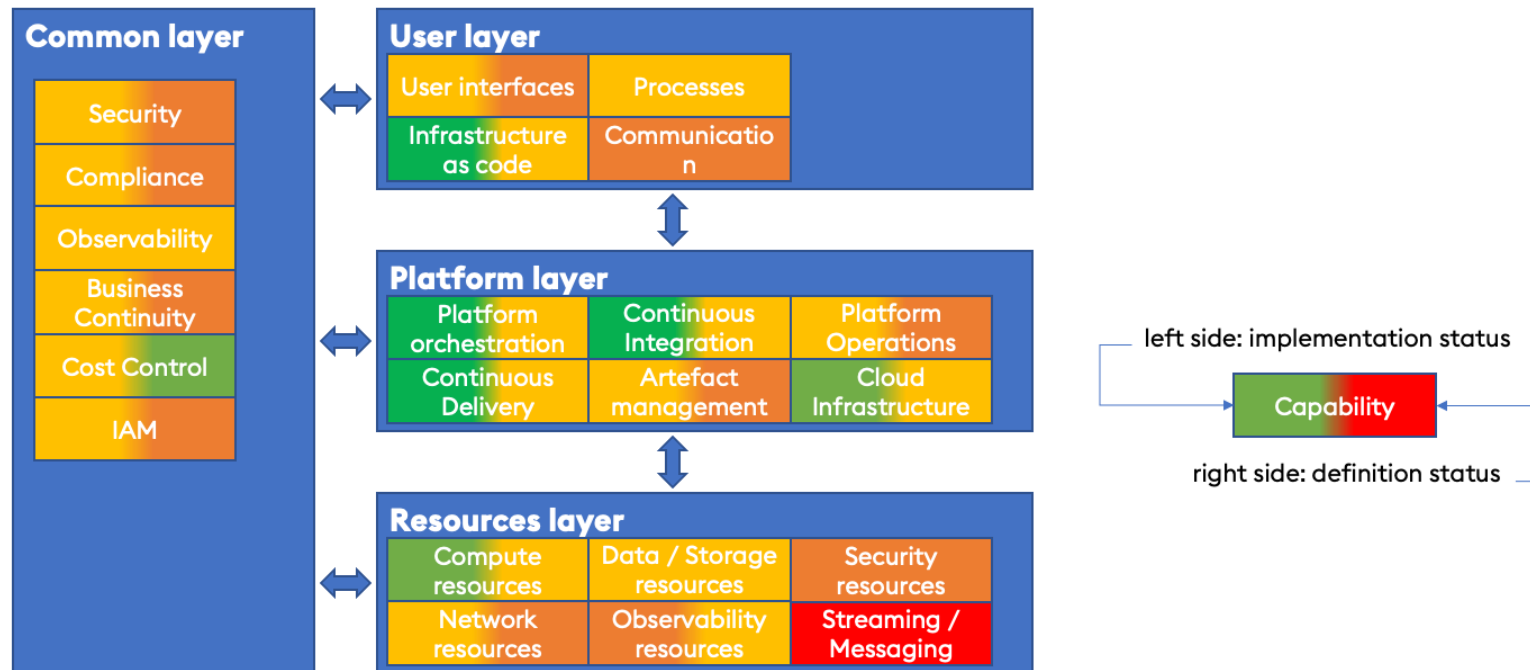 Common layer
Security
Compliance
Observability
Business
Continuity
Cost Control
IAM
User layer
User interfaces
Processes
Infrastructure
as code
Communicatio
n
Platform layer
Platform
orchestration
Continuous
Integration
Platform
Operations
Continuous
Delivery
Artefact
management
Cloud
Infrastructure
Resources layer
Compute
resources
Data / Storage
resources
Security
resources
Network
resources
Observability
resources
Streaming /
Messaging
left side: implementation status
Capability
right side: definition status